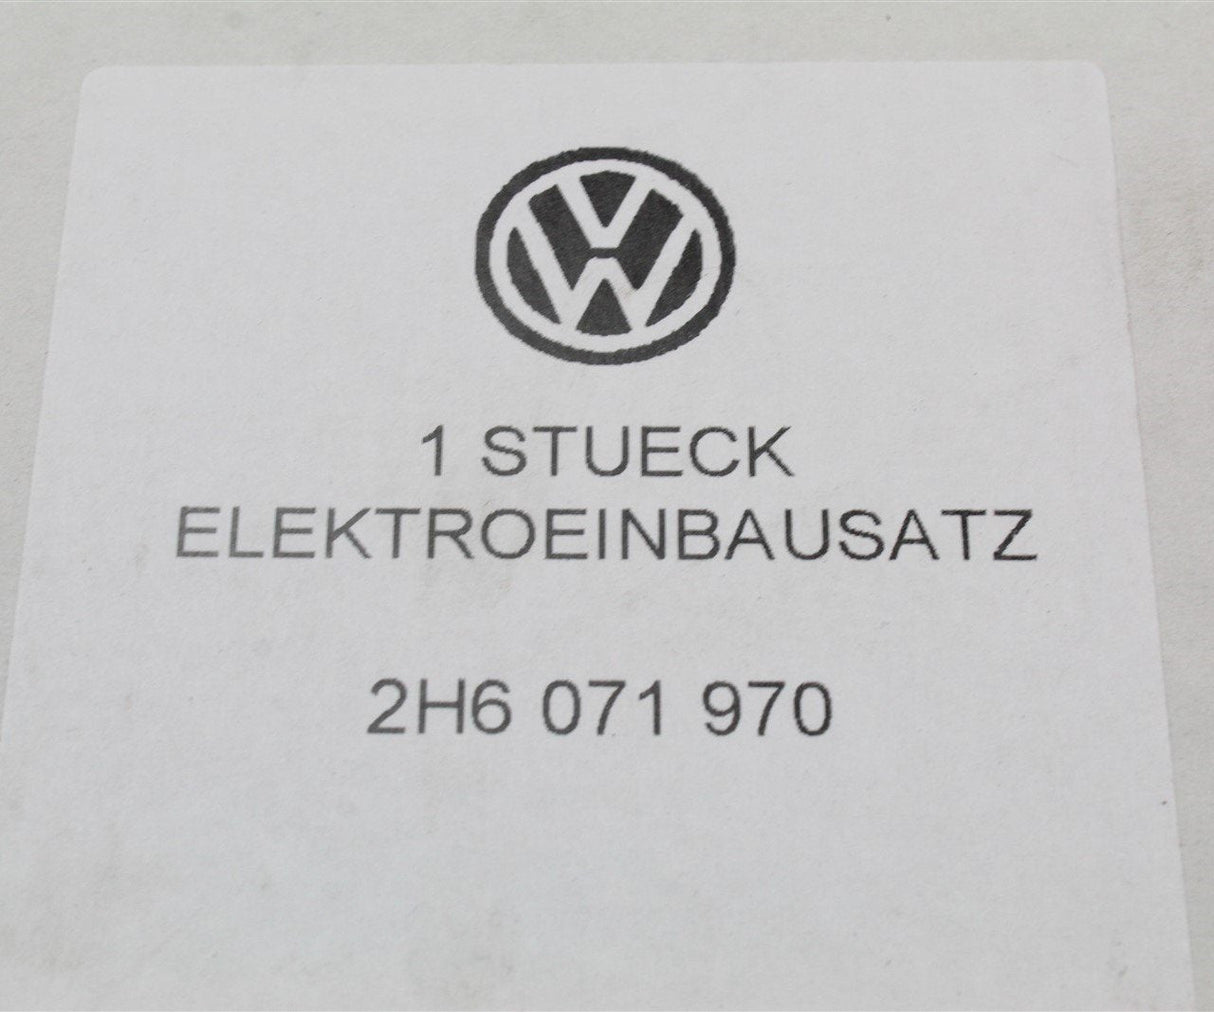 1 STUECK
ELEKTROEINBAUSATZ
2H6 071 970